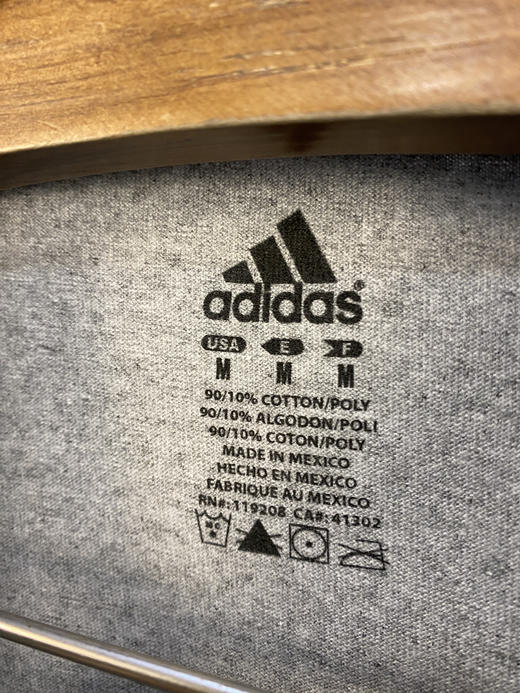 adidas®
USA E F
M M M
90/10% COTTON/POLY
90/10% ALGODON/POLI
90/10% COTON/POLY
MADE IN MEXICO
HECHO EN MEXICO
FABRIQUE AU MEXICO
RN#: 119208 CA#: 41302